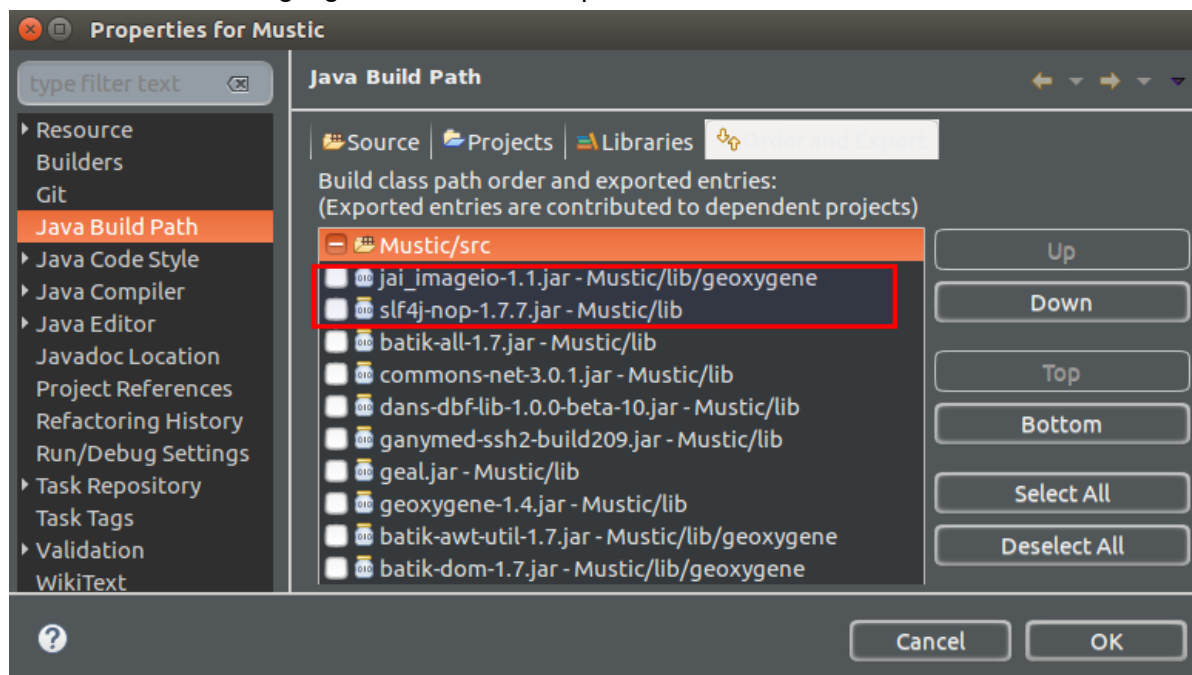 Properties for Mustic
type filter text
Java Build Path
Resource
Builders
Git
Java Build Path
Java Code Style
Java Compiler
Java Editor
Javadoc Location
Project References
Refactoring History
Run/Debug Settings
Task Repository
Task Tags
Validation
WikiText
Source Projects Libraries Order and Export
Build class path order and exported entries:
(Exported entries are contributed to dependent projects)
Mustic/src
jai_imageio-1.1.jar - Mustic/lib/geoxygene
slf4j-nop-1.7.7.jar - Mustic/lib
batik-all-1.7.jar - Mustic/lib
commons-net-3.0.1.jar - Mustic/lib
dans-dbf-lib-1.0.0-beta-10.jar - Mustic/lib
ganymed-ssh2-build209.jar - Mustic/lib
geal.jar - Mustic/lib
geoxygene-1.4.jar - Mustic/lib
batik-awt-util-1.7.jar - Mustic/lib/geoxygene
batik-dom-1.7.jar - Mustic/lib/geoxygene
Up
Down
Top
Bottom
Select All
Deselect All
Cancel
OK